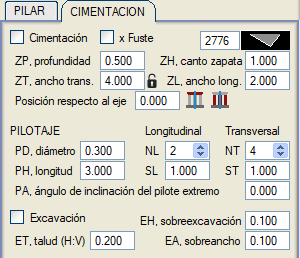 PILAR CIMENTACION
Cimentación x Fuste 2776
ZP, profundidad 0.500 ZH, canto zapata 1.000
ZT, ancho trans. 4.000 ZL, ancho long. 2.000
Posición respecto al eje 0.000
PILOTAJE Longitudinal Transversal
PD, diámetro 0.300 NL 2 NT 4
PH, longitud 3.000 SL 1.000 ST 1.000
PA, ángulo de inclinación del pilote extremo 0.000
Excavación EH, sobreexcavación 0.100
ET, talud (H:V) 0.200 EA, sobreancho 0.100